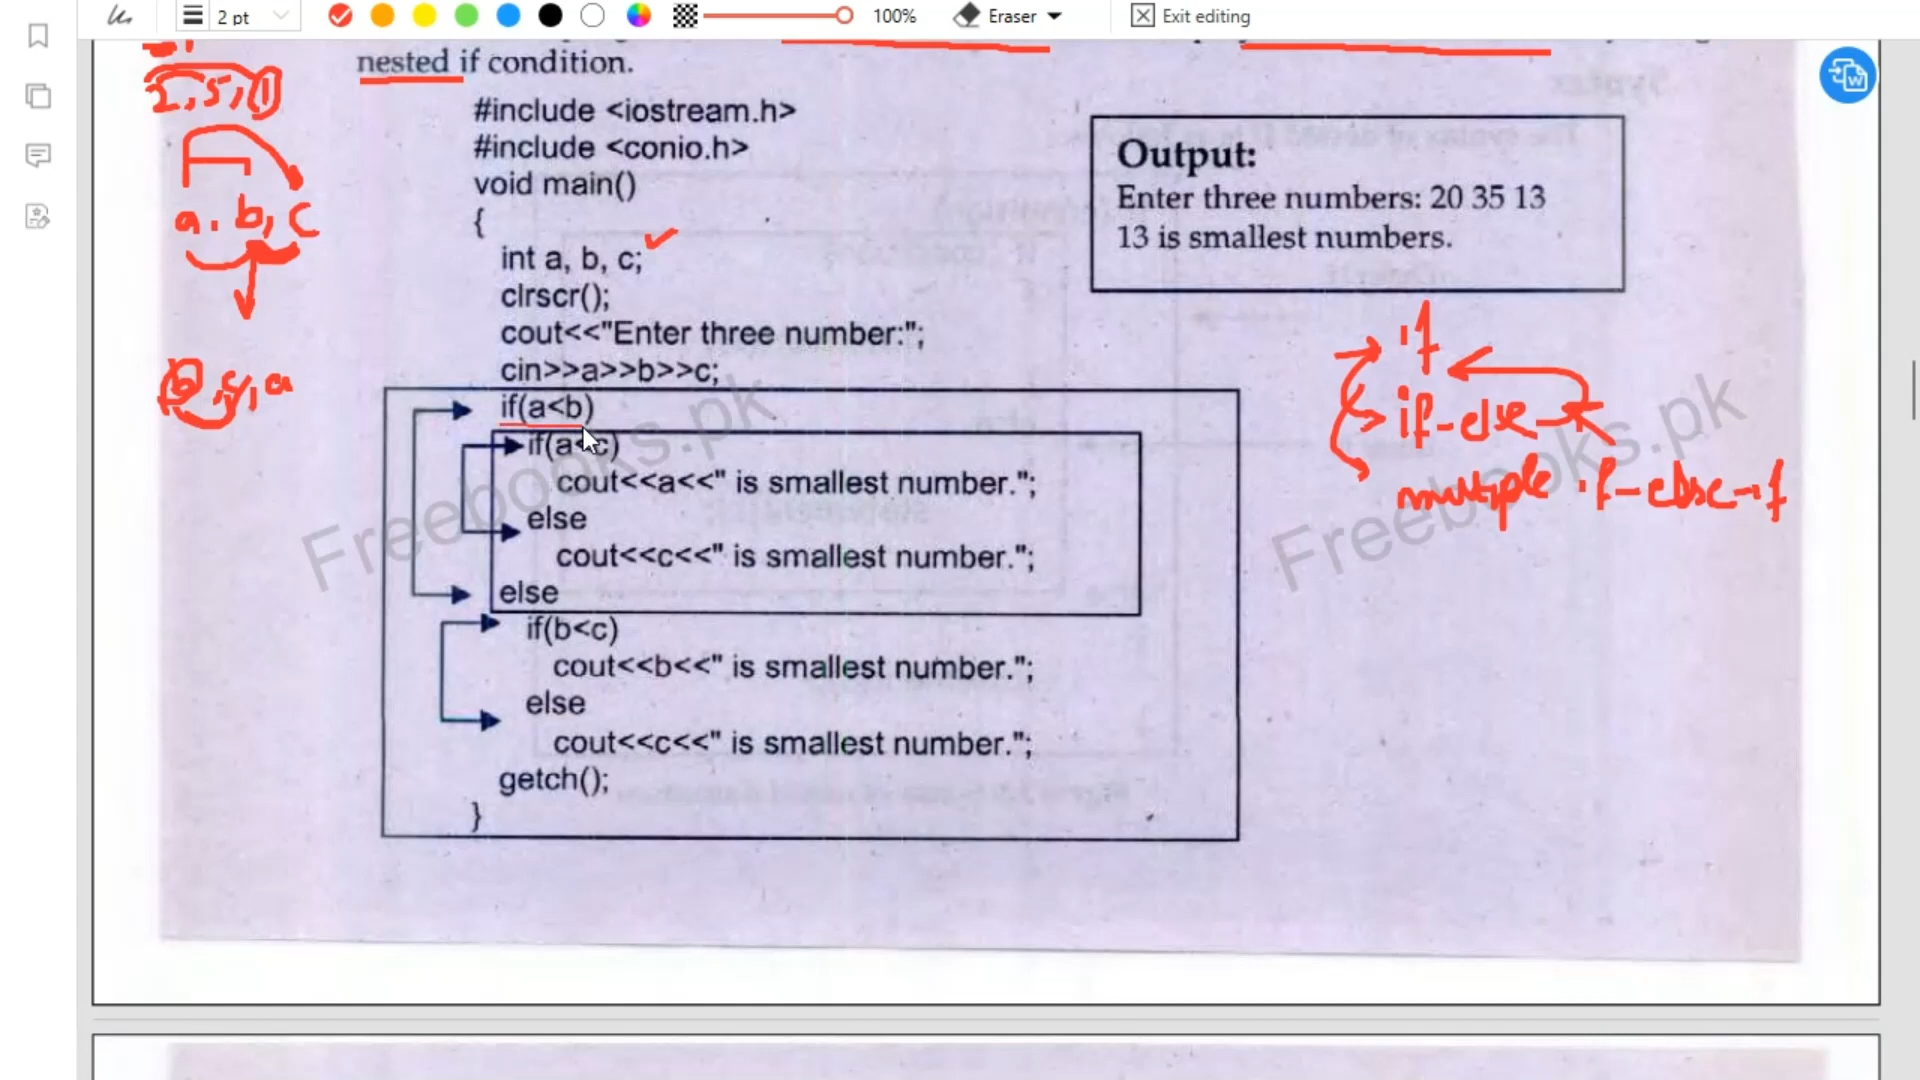 2 pt
100%
Eraser
Exit editing
nested if condition.
2, 5, 1
#include <iostream.h>
#include <conio.h>
void main()
{
a, b, c
int a, b, c;
clrscr();
cout<<"Enter three number:";
cin>>a>>b>>c;
if(a<b)
if(a<c)
cout<<a<<" is smallest number.";
else
cout<<c<<" is smallest number.";
else
if(b<c)
cout<<b<<" is smallest number.";
else
cout<<c<<" is smallest number.";
getch();
}
Output:
Enter three numbers: 20 35 13
13 is smallest numbers.
if
if-else
multiple if-else-if
Freebooks.pk
Freebooks.pk